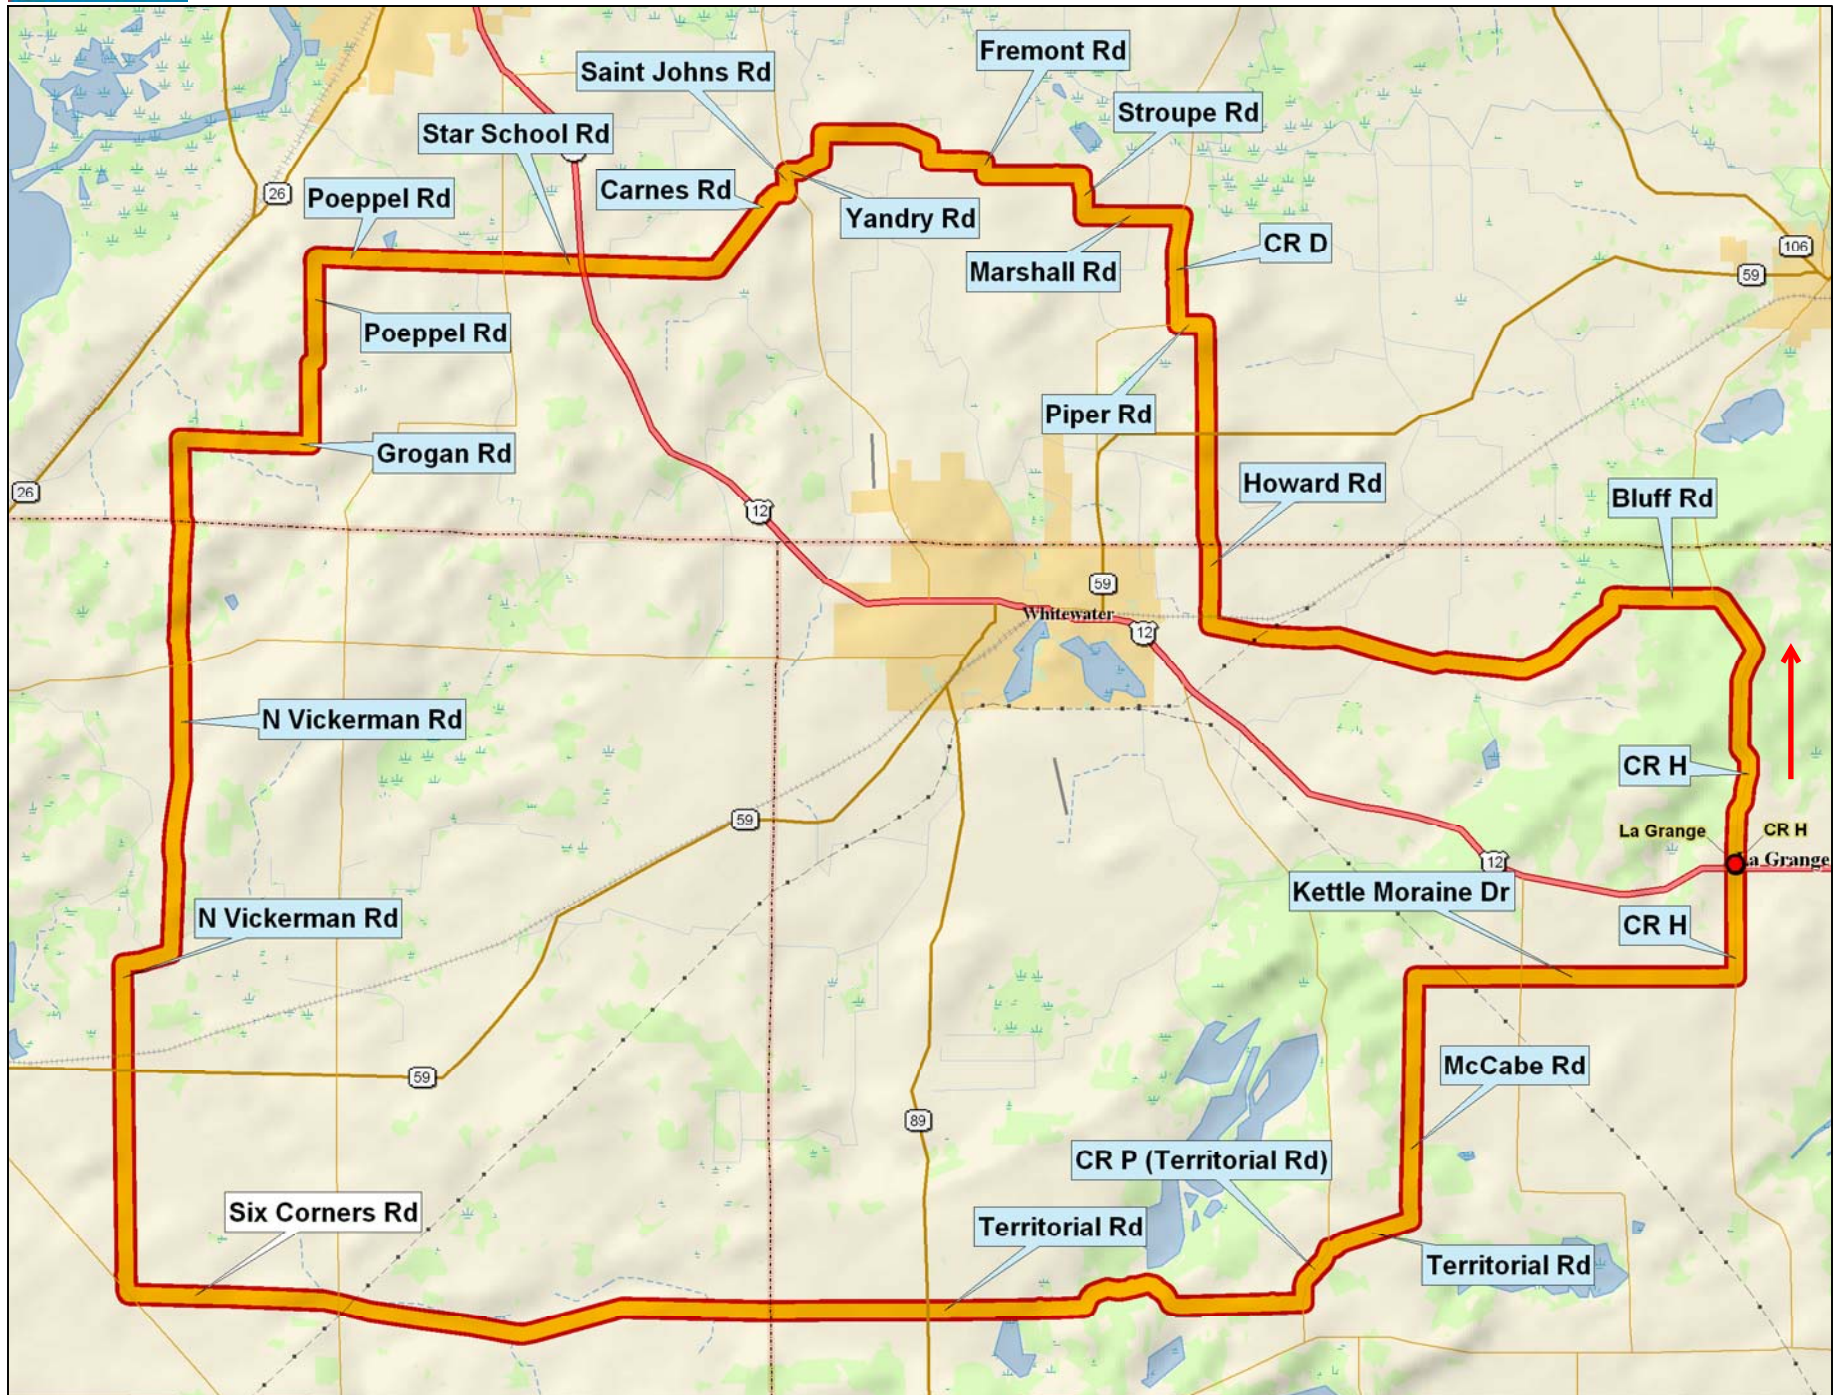 Fremont Rd
Saint Johns Rd
Stroupe Rd
Star School Rd
26
Carnes Rd
Poeppel Rd
Yandry Rd
CR D
106
Marshall Rd
59
Poeppel Rd
Piper Rd
Grogan Rd
Howard Rd
26
Bluff Rd
12
59
Whitewater
12
N Vickerman Rd
CR H
59
La Grange
CR H
La Grange
12
Kettle Moraine Dr
N Vickerman Rd
CR H
McCabe Rd
59
89
CR P (Territorial Rd)
Six Corners Rd
Territorial Rd
Territorial Rd